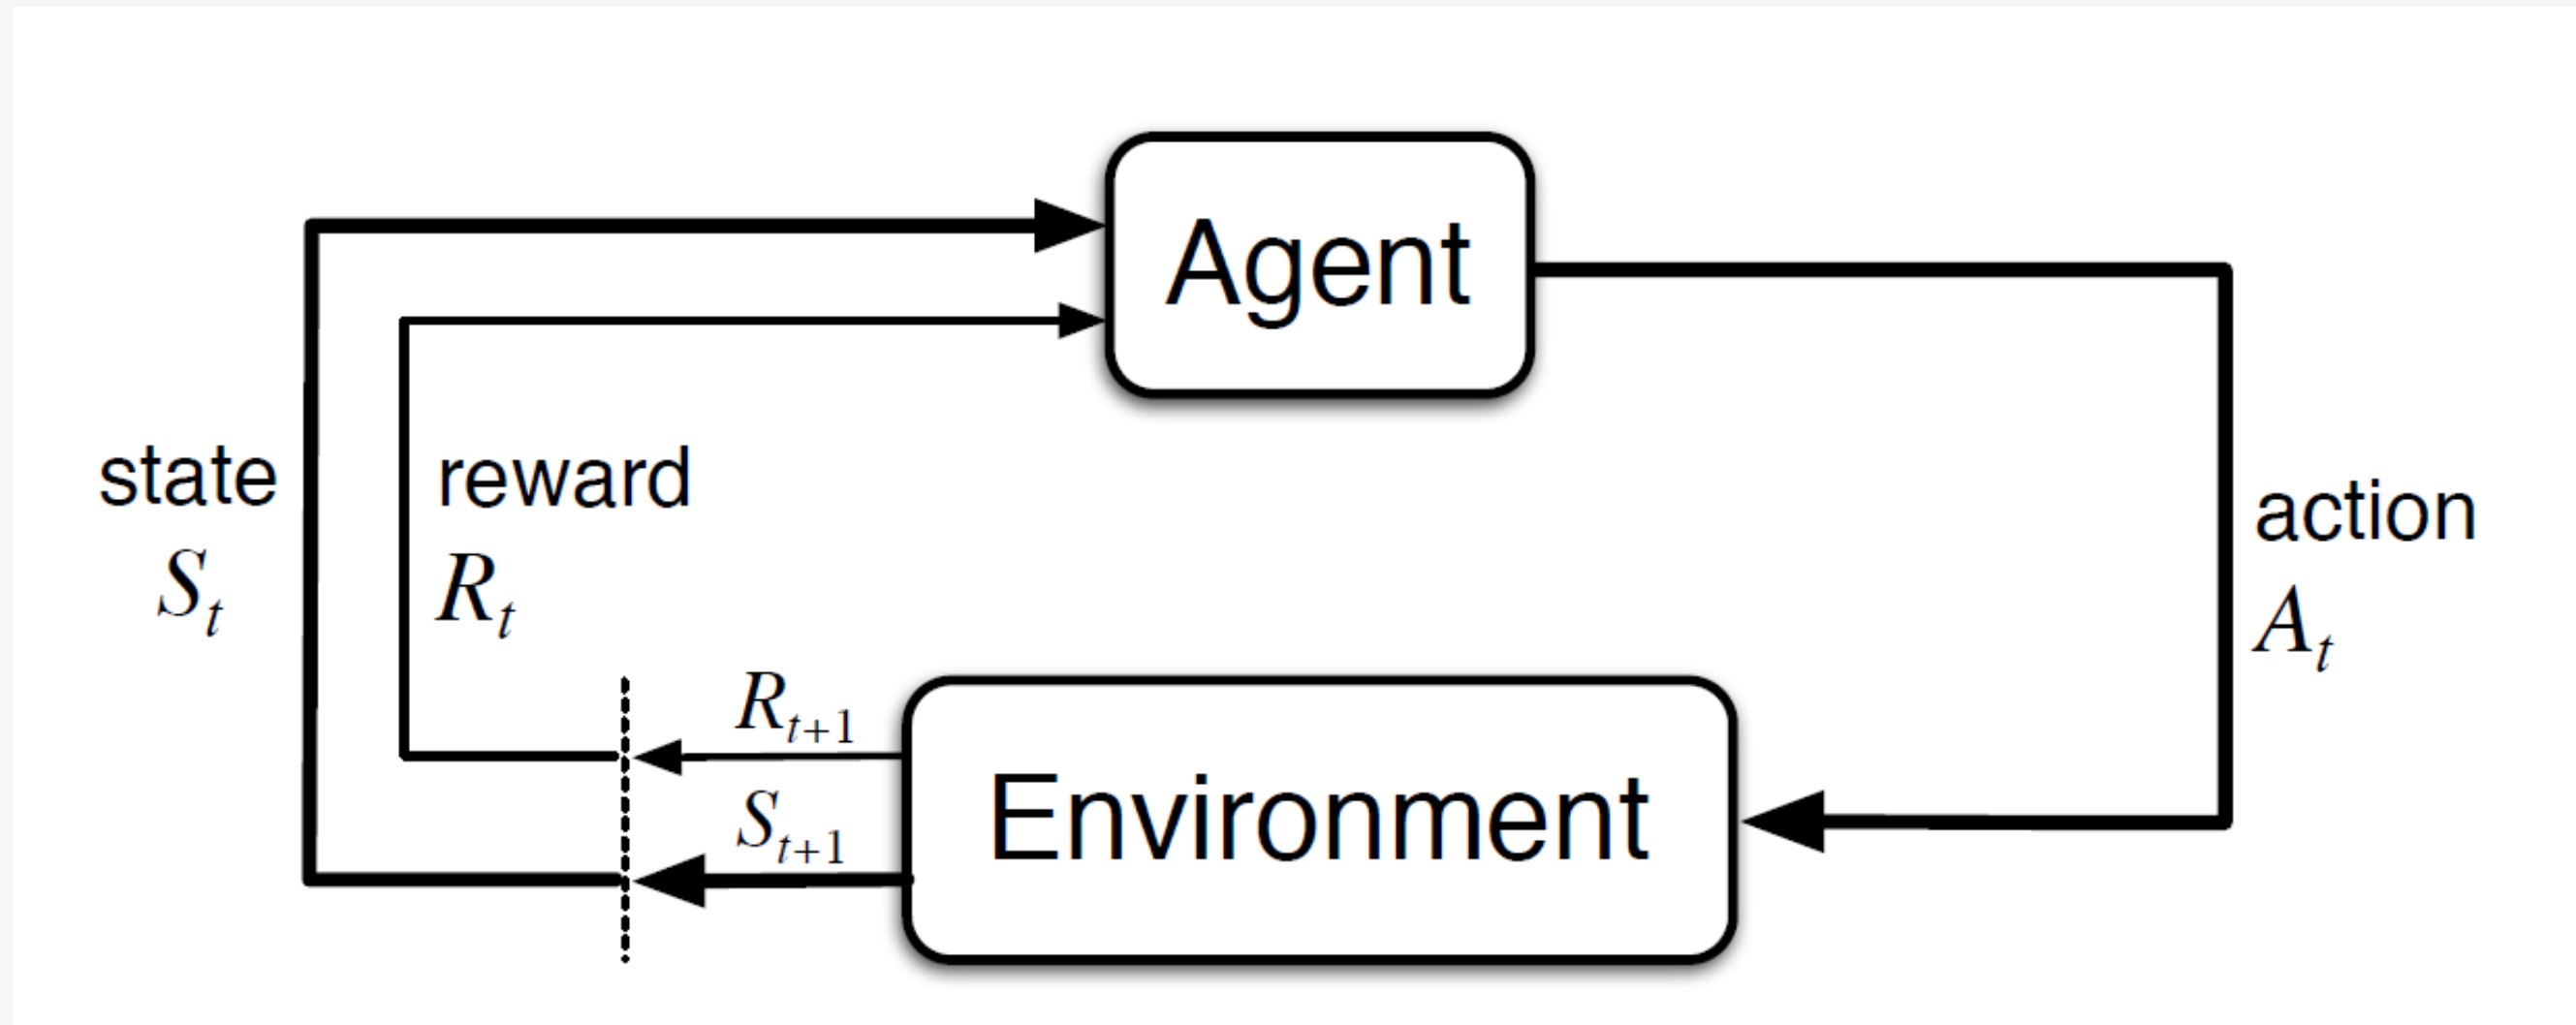 Agent
state
S_t
reward
R_t
action
A_t
R_{t+1}
S_{t+1}
Environment